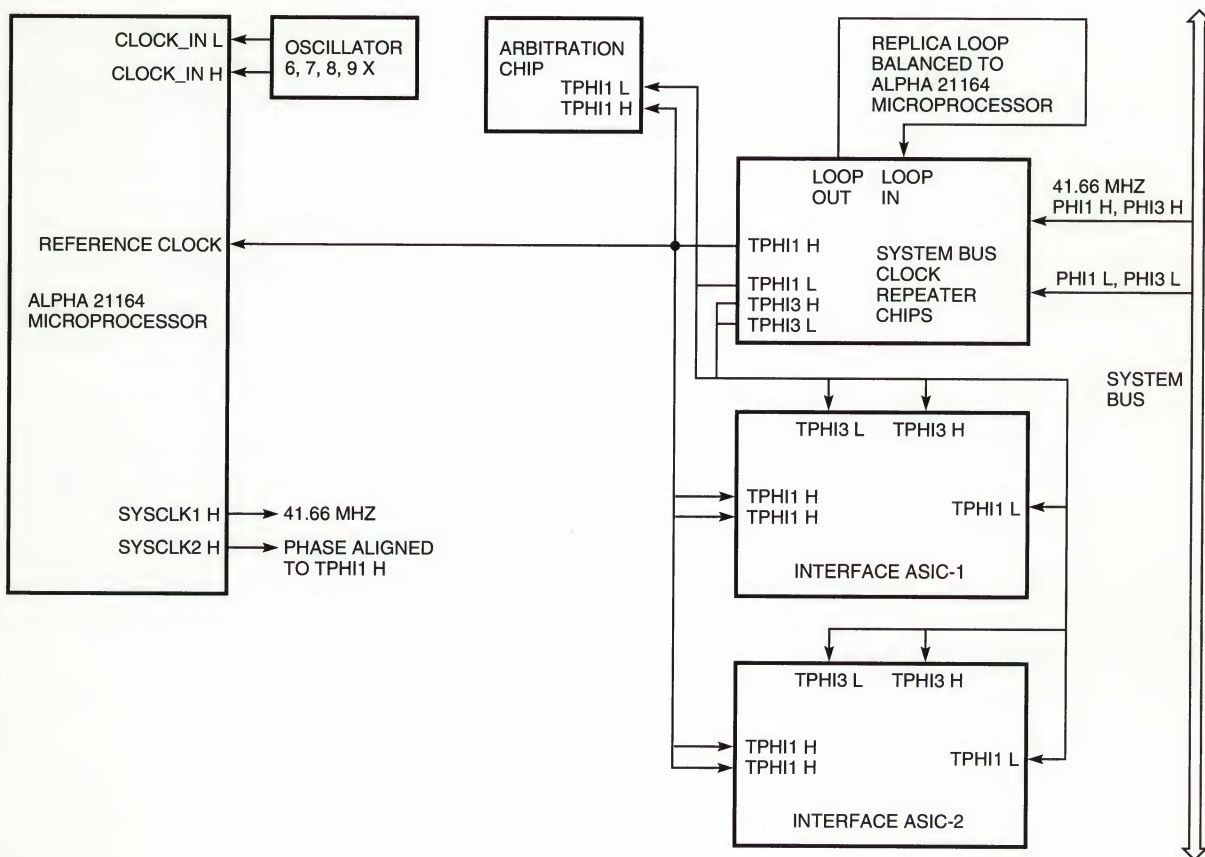 CLOCK_IN L
CLOCK_IN H
OSCILLATOR
6, 7, 8, 9 X
REFERENCE CLOCK
ALPHA 21164
MICROPROCESSOR
SYSCLK1 H
41.66 MHZ
SYSCLK2 H
PHASE ALIGNED
TO TPHI1 H
ARBITRATION
CHIP
TPHI1 L
TPHI1 H
REPLICA LOOP
BALANCED TO
ALPHA 21164
MICROPROCESSOR
LOOP
OUT
LOOP
IN
TPHI1 H
TPHI1 L
TPHI3 H
TPHI3 L
SYSTEM BUS
CLOCK
REPEATER
CHIPS
41.66 MHZ
PHI1 H, PHI3 H
PHI1 L, PHI3 L
SYSTEM
BUS
TPHI3 L
TPHI3 H
TPHI1 H
TPHI1 H
TPHI1 L
INTERFACE ASIC-1
TPHI3 L
TPHI3 H
TPHI1 H
TPHI1 H
TPHI1 L
INTERFACE ASIC-2